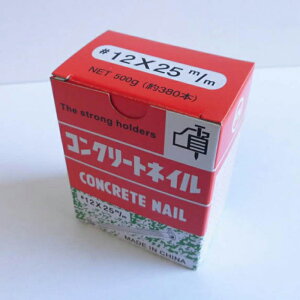 #12X25 m/m
NET 500g (約380本)
The strong holders
コンクリートネイル
CONCRETE NAIL
#12X25m/m
MADE IN CHINA